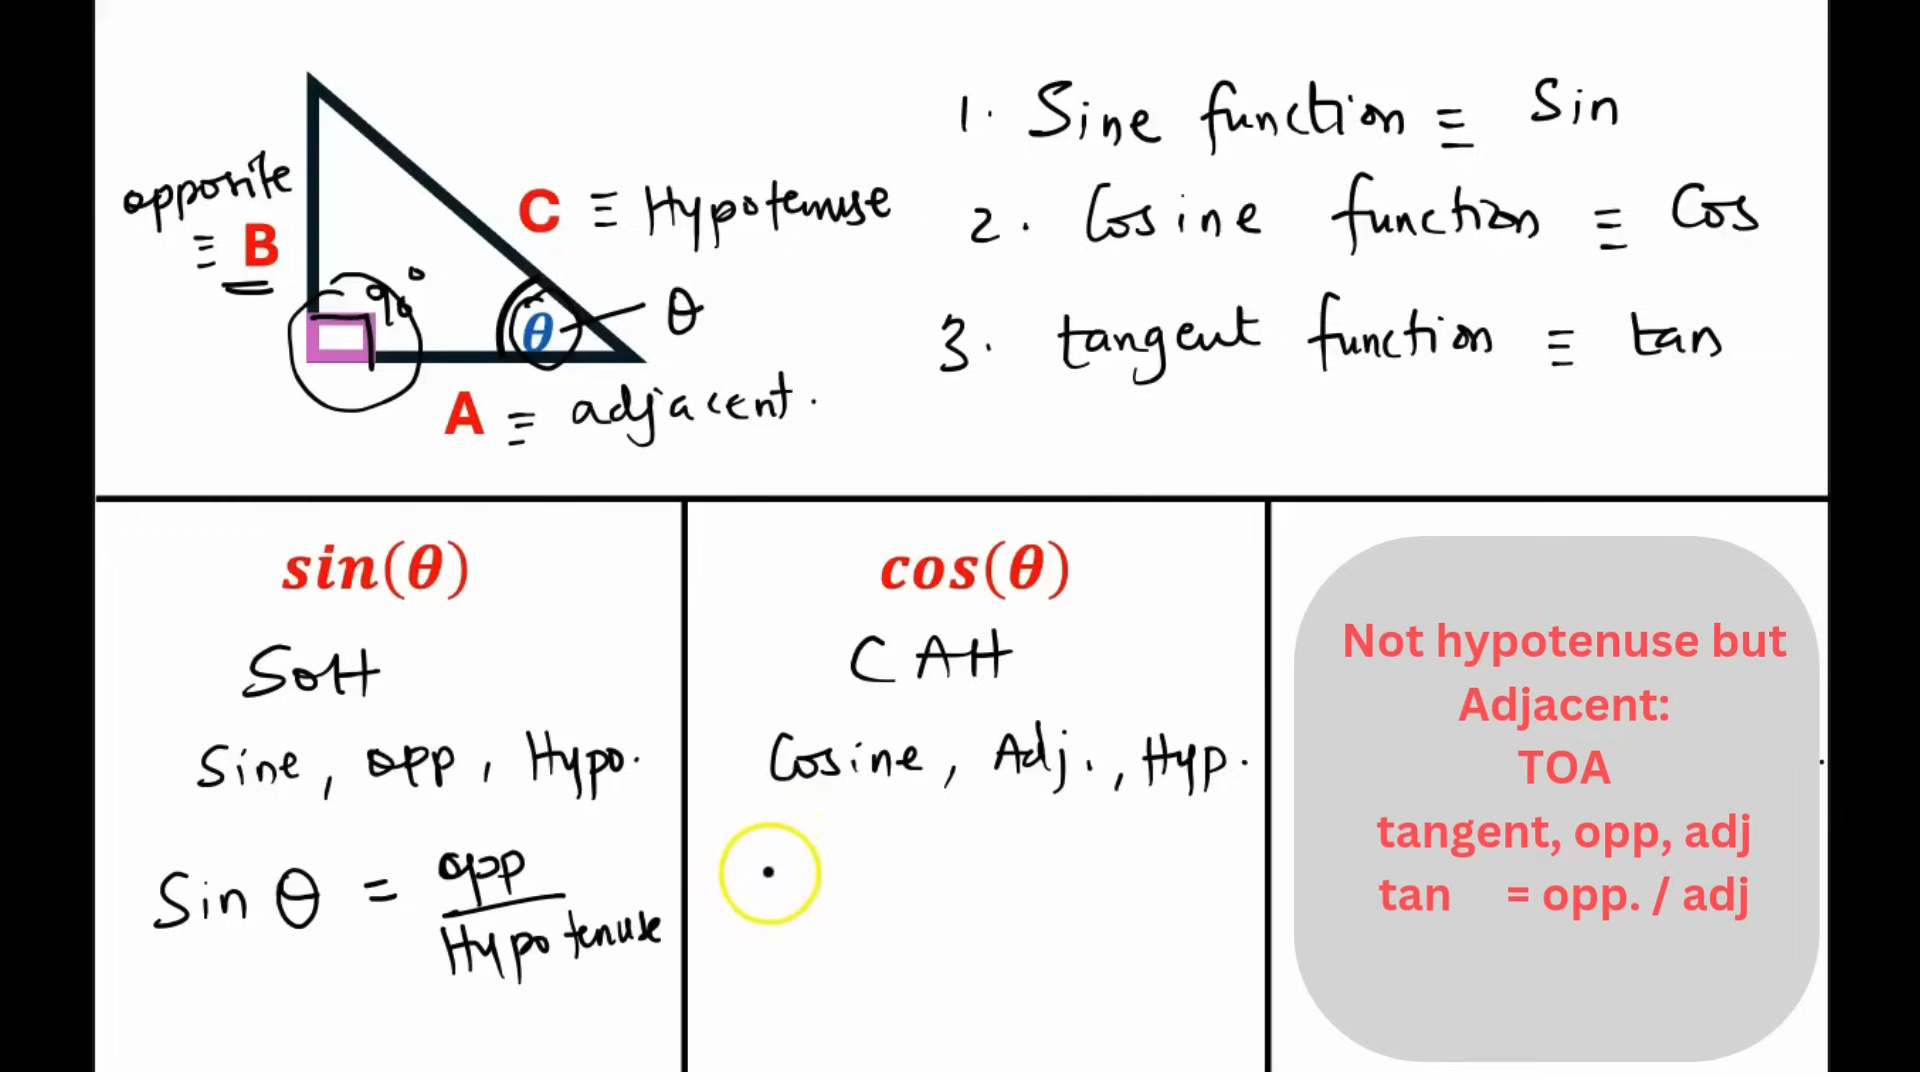 opposite
≡ B
90°
C ≡ Hypotenuse
θ
θ
A ≡ adjacent.
1. Sine function ≡ Sin
2. Cosine function ≡ Cos
3. tangent function ≡ tan
sin(θ)
SOH
Sine, opp, Hypo.
Sin θ = opp
Hypotenuse
cos(θ)
CAH
Cosine, Adj., Hyp.
Not hypotenuse but
Adjacent:
TOA
tangent, opp, adj
tan = opp. / adj